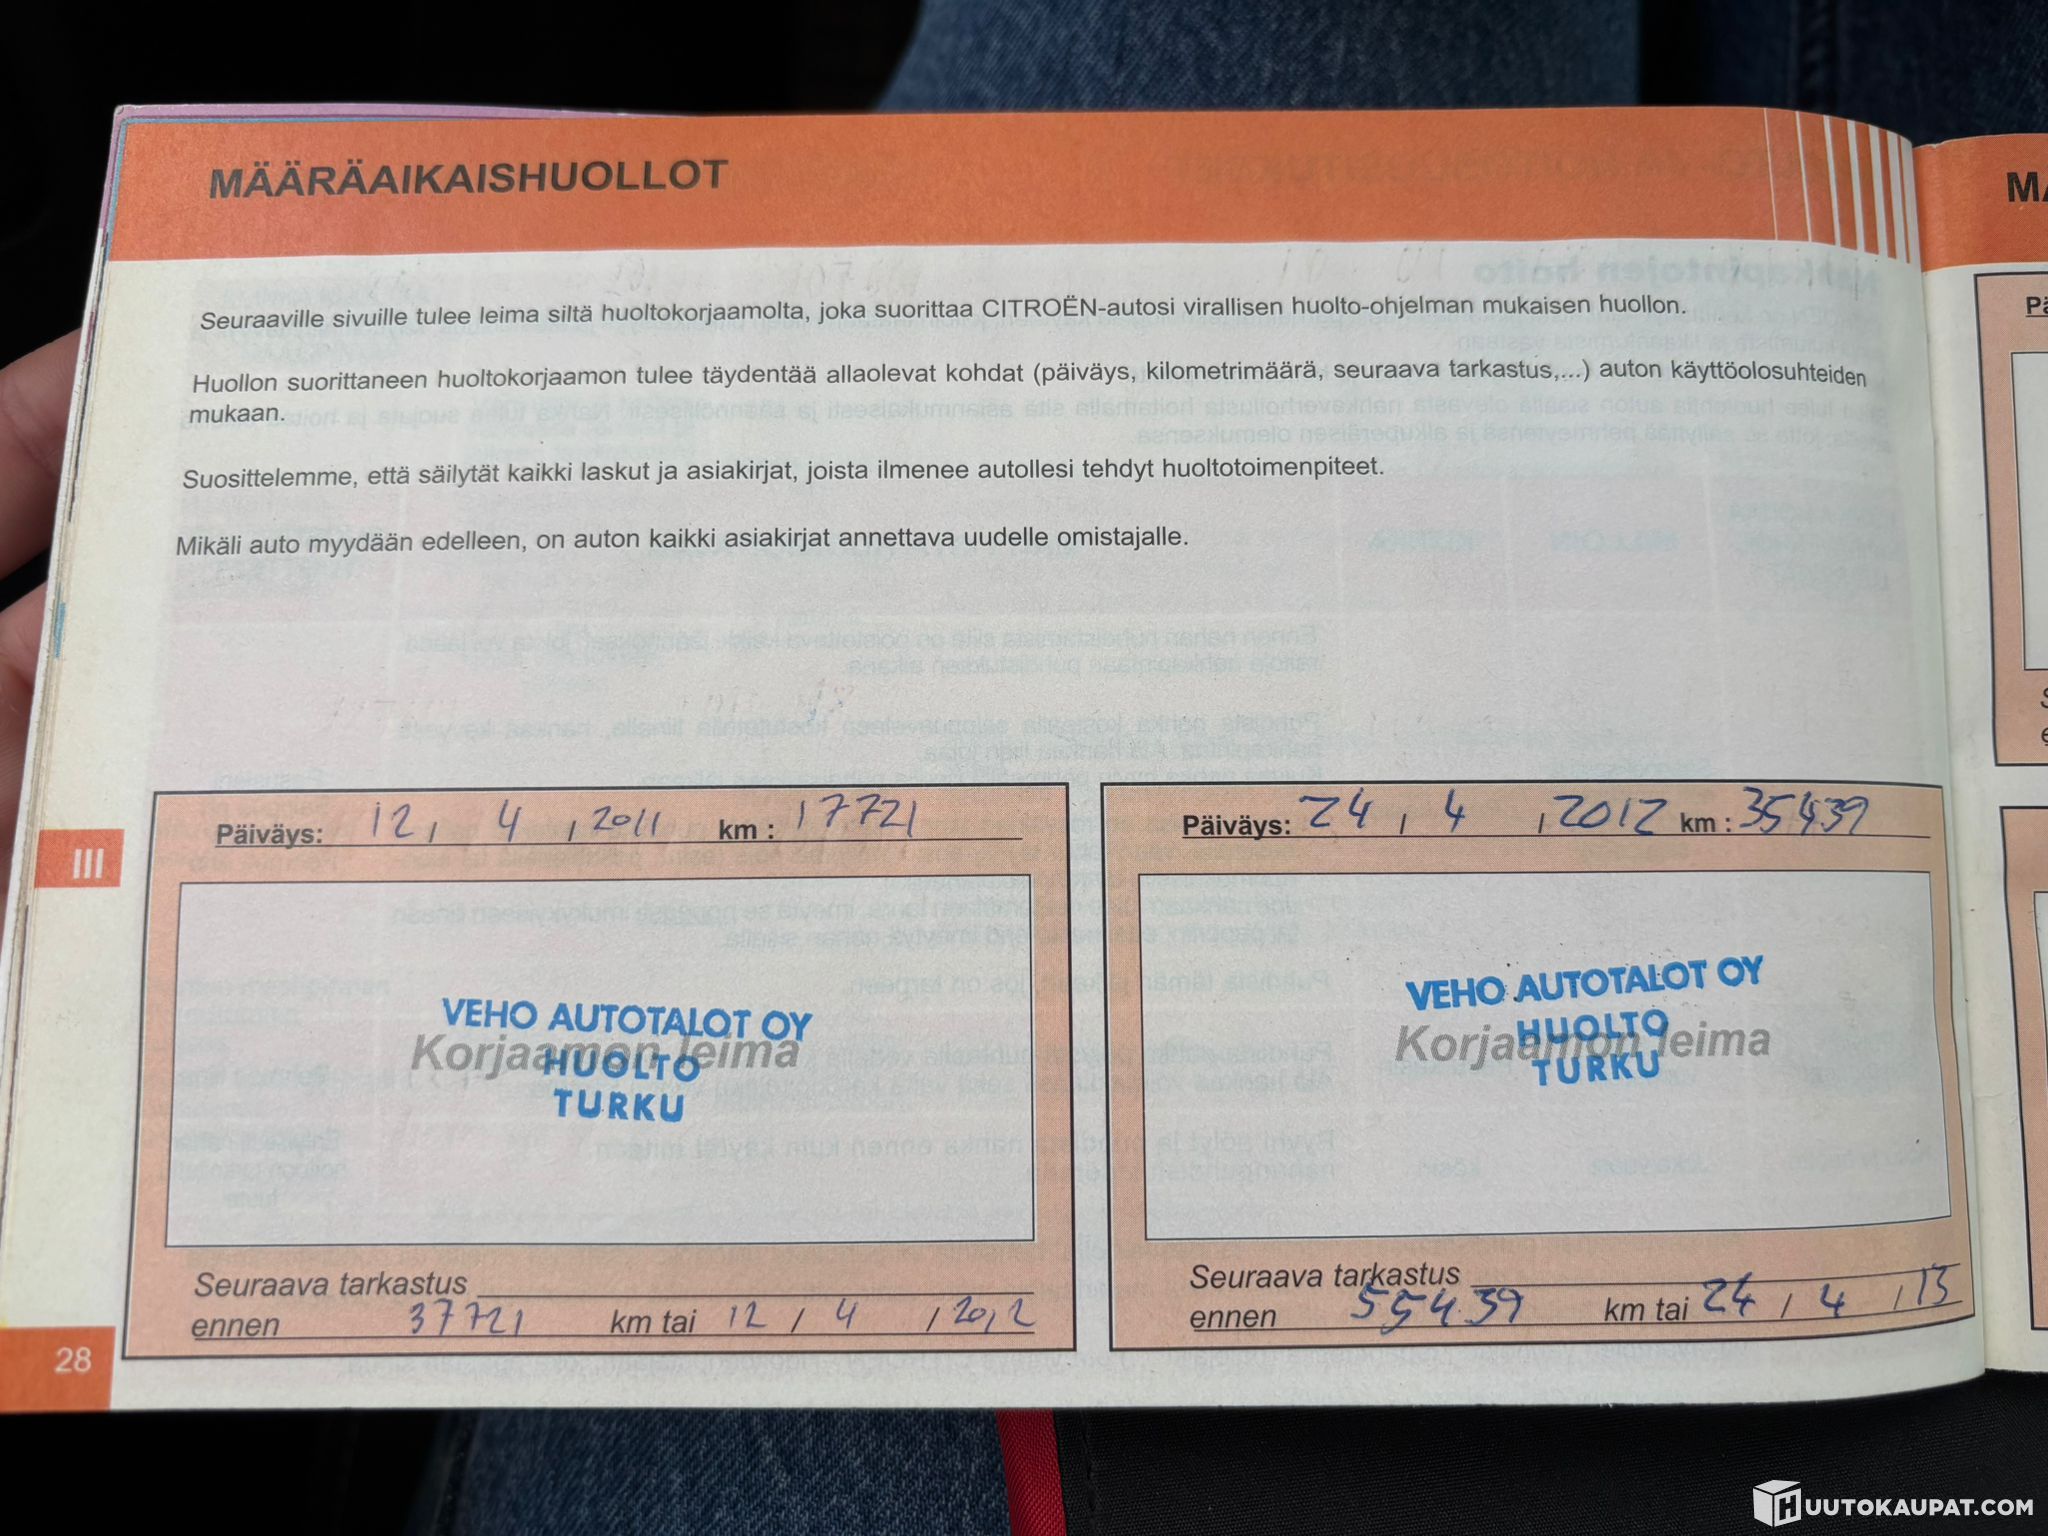 MÄÄRÄAIKAISHUOLLOT
MÄ
Seuraaville sivuille tulee leima siltä huoltokorjaamolta, joka suorittaa CITROËN-autosi virallisen huolto-ohjelman mukaisen huollon.
Huollon suorittaneen huoltokorjaamon tulee täydentää allaolevat kohdat (päiväys, kilometrimäärä, seuraava tarkastus,...) auton käyttöolosuhteiden
mukaan.
Suosittelemme, että säilytät kaikki laskut ja asiakirjat, joista ilmenee autollesi tehdyt huoltotoimenpiteet.
Mikäli auto myydään edelleen, on auton kaikki asiakirjat annettava uudelle omistajalle.
III
Päiväys: 12 , 4 , 2011 km : 17721
VEHO AUTOTALOT OY
Korjaamon leima
HUOLTO
TURKU
Seuraava tarkastus
ennen 37721 km tai 12 / 4 / 2012
Päiväys: 24 , 4 , 2012 km : 35439
VEHO AUTOTALOT OY
HUOLTO
Korjaamon leima
TURKU
Seuraava tarkastus
ennen 55439 km tai 24 / 4 / 13
28
HUUTOKAUPAT.COM